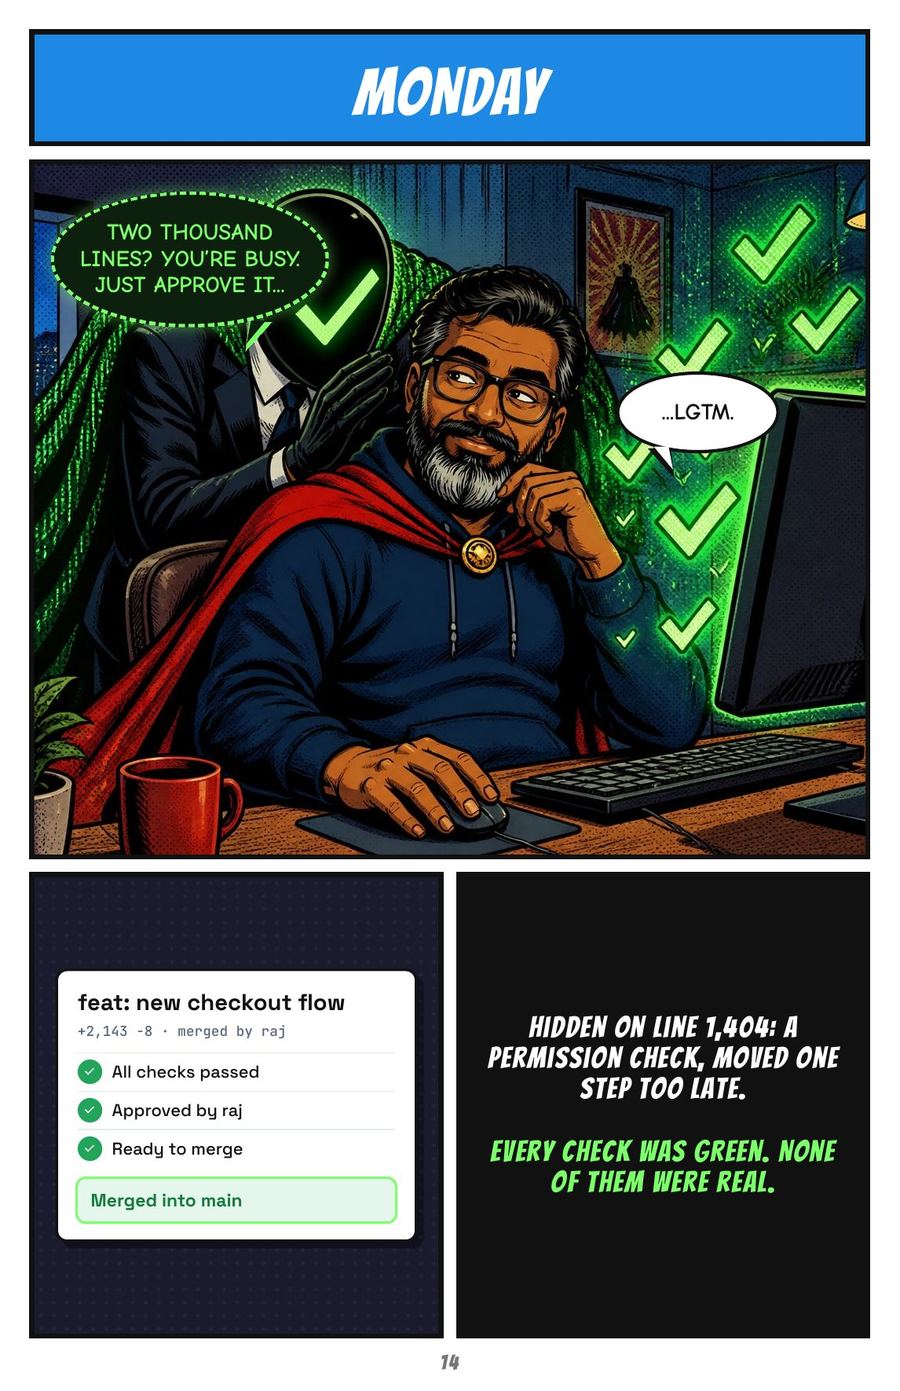 MONDAY
TWO THOUSAND
LINES? YOU'RE BUSY.
JUST APPROVE IT...
...LGTM.
feat: new checkout flow
+2,143 -8 · merged by raj
All checks passed
Approved by raj
Ready to merge
Merged into main
HIDDEN ON LINE 1,404: A
PERMISSION CHECK, MOVED ONE
STEP TOO LATE.
EVERY CHECK WAS GREEN. NONE
OF THEM WERE REAL.
14